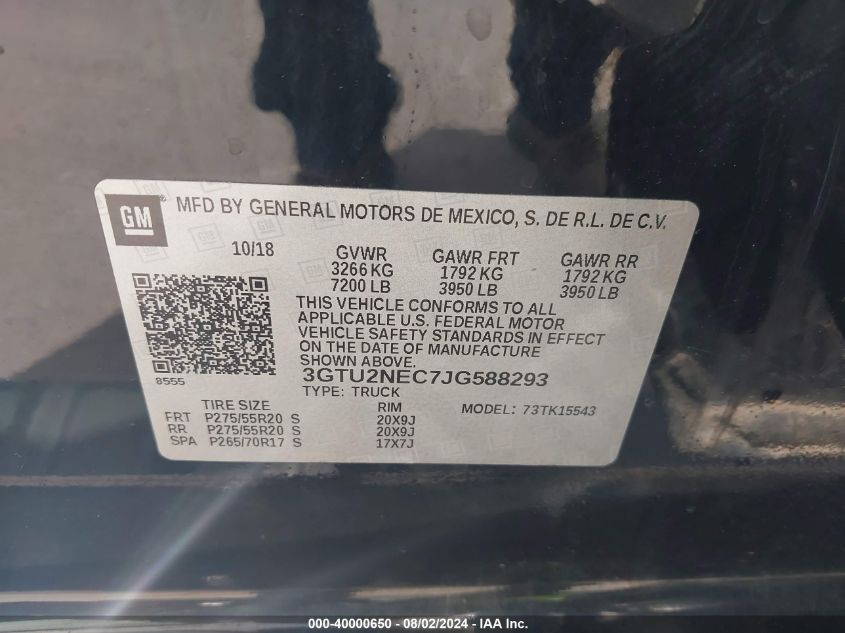 GM® MFD BY GENERAL MOTORS DE MEXICO, S. DE R.L. DE C.V.
10/18 GVWR GAWR FRT GAWR RR
3266 KG 1792 KG 1792 KG
7200 LB 3950 LB 3950 LB
THIS VEHICLE CONFORMS TO ALL
APPLICABLE U.S. FEDERAL MOTOR
VEHICLE SAFETY STANDARDS IN EFFECT
ON THE DATE OF MANUFACTURE
SHOWN ABOVE.
8555
3GTU2NEC7JG588293
TYPE: TRUCK
TIRE SIZE RIM MODEL: 73TK15543
FRT P275/55R20 S 20X9J
RR P275/55R20 S 20X9J
SPA P265/70R17 S 17X7J
000-40000650 - 08/02/2024 - IAA Inc.